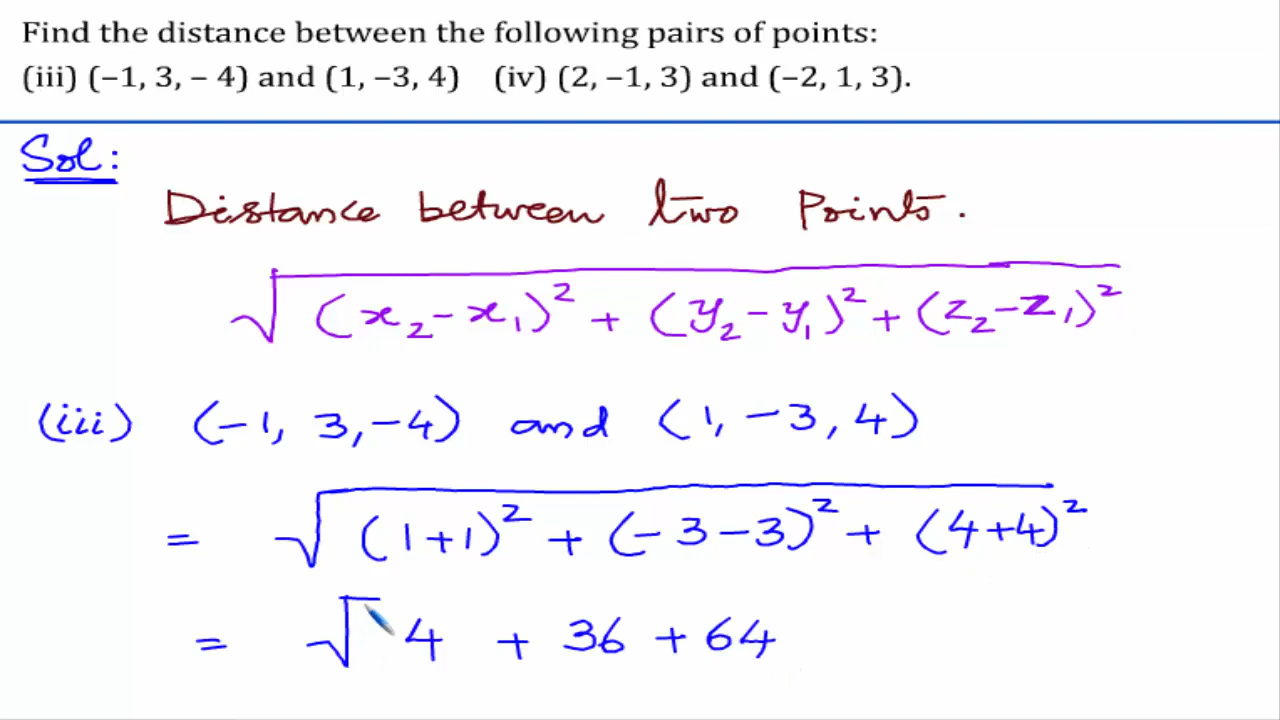 Find the distance between the following pairs of points:
(iii) (−1, 3, − 4) and (1, −3, 4) (iv) (2, −1, 3) and (−2, 1, 3).
Sol:
Distance between two Points.
√(x₂ − x₁)² + (y₂ − y₁)² + (z₂ − z₁)²
(iii) (−1, 3, −4) and (1, −3, 4)
= √(1+1)² + (−3−3)² + (4+4)²
= √4 + 36 + 64